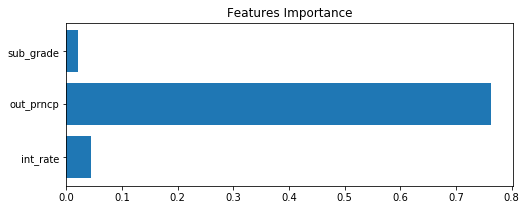 Features Importance
sub_grade
out_prncp
int_rate
0.0 0.1 0.2 0.3 0.4 0.5 0.6 0.7 0.8